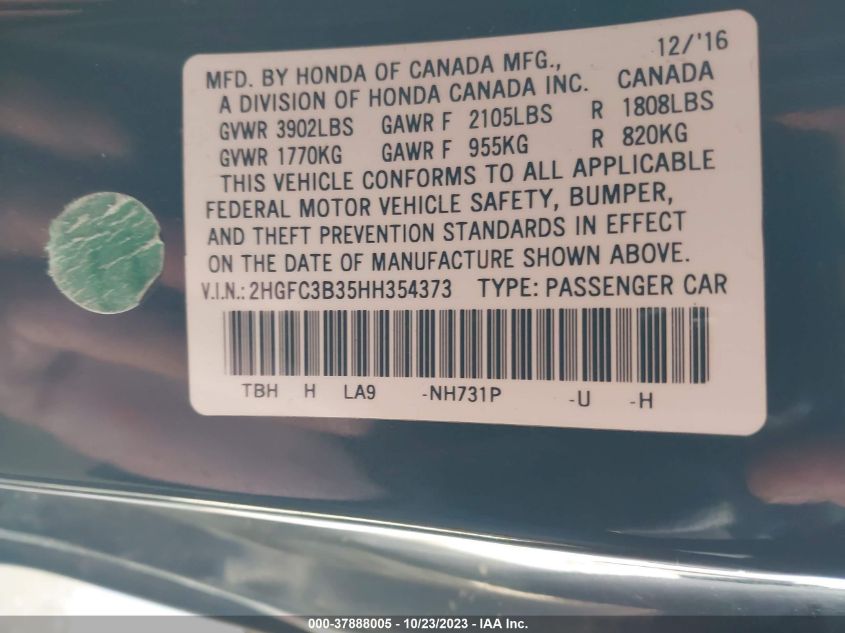 12/'16
MFD. BY HONDA OF CANADA MFG.,
A DIVISION OF HONDA CANADA INC. CANADA
GVWR 3902LBS GAWR F 2105LBS R 1808LBS
GVWR 1770KG GAWR F 955KG R 820KG
THIS VEHICLE CONFORMS TO ALL APPLICABLE
FEDERAL MOTOR VEHICLE SAFETY, BUMPER,
AND THEFT PREVENTION STANDARDS IN EFFECT
ON THE DATE OF MANUFACTURE SHOWN ABOVE.
V.I.N.: 2HGFC3B35HH354373 TYPE: PASSENGER CAR
TBH H LA9 -NH731P -U -H
000-37888005 - 10/23/2023 - IAA Inc.